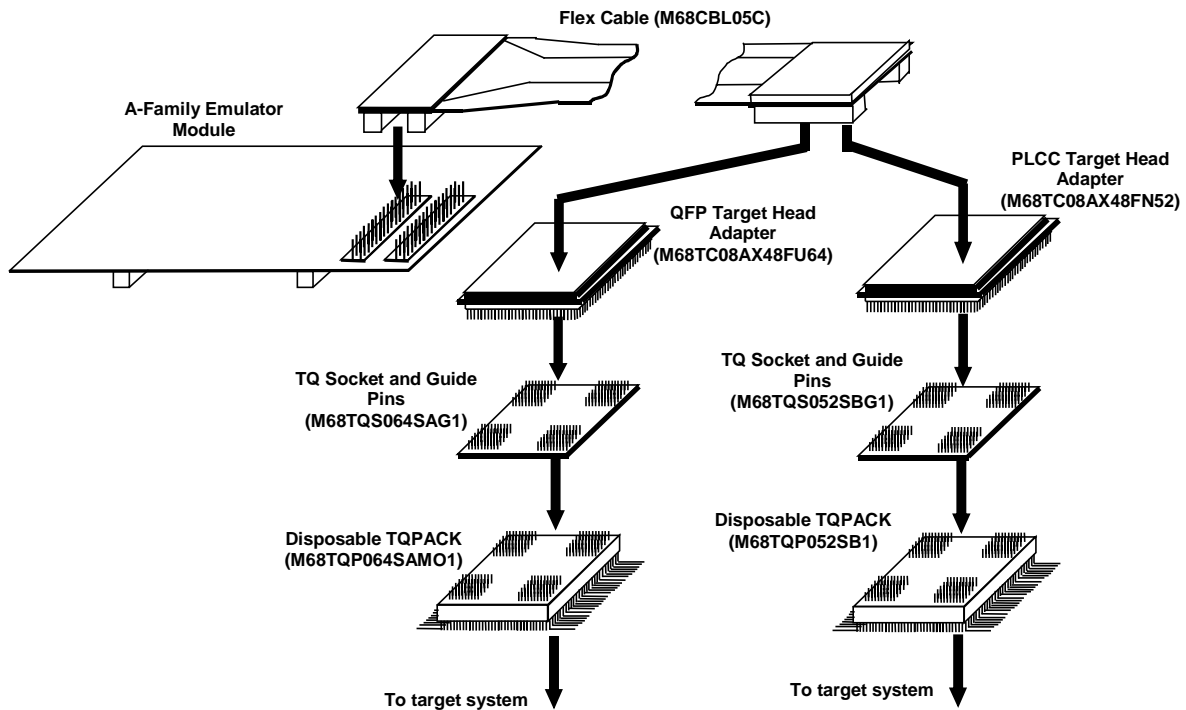 Flex Cable (M68CBL05C)
A-Family Emulator
Module
PLCC Target Head
Adapter
(M68TC08AX48FN52)
QFP Target Head
Adapter
(M68TC08AX48FU64)
TQ Socket and Guide
Pins
(M68TQS064SAG1)
TQ Socket and Guide
Pins
(M68TQS052SBG1)
Disposable TQPACK
(M68TQP064SAMO1)
Disposable TQPACK
(M68TQP052SB1)
To target system
To target system